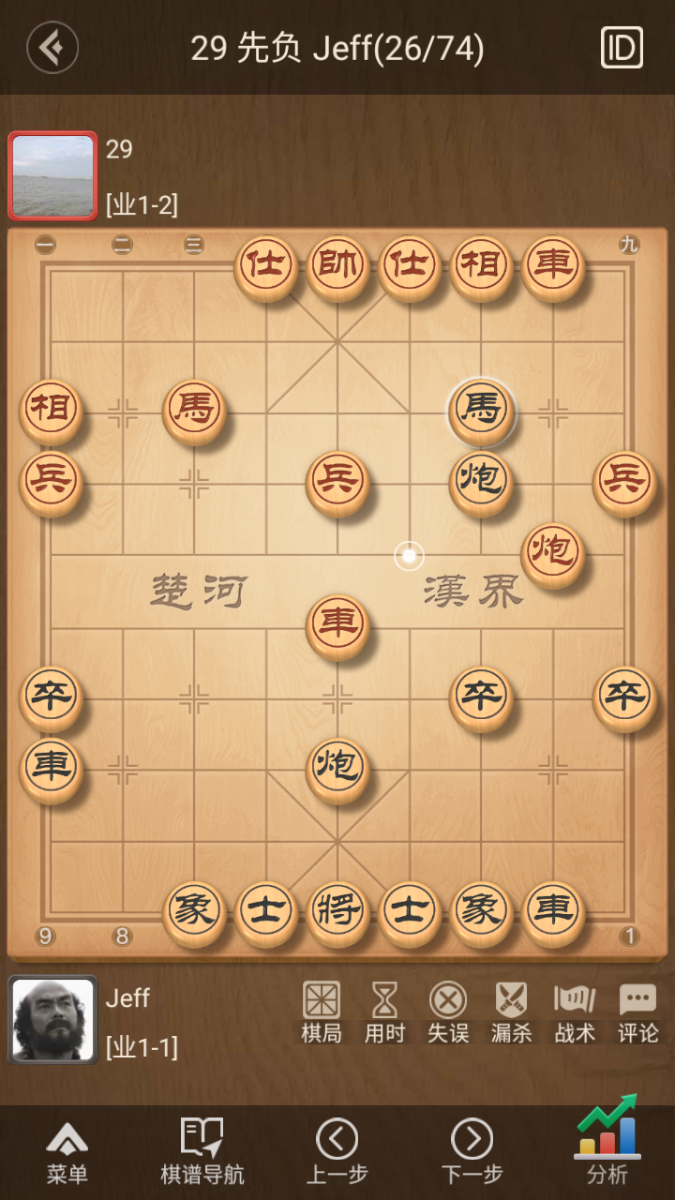 29 先负 Jeff(26/74)
ID
29
[业1-2]
一 二 三 九
仕 帥 仕 相 車
相 馬 馬
兵 兵 炮 兵
炮
楚河 漢界
車
卒 卒 卒
車 炮
象 士 將 士 象 車
9 8 1
Jeff
[业1-1]
棋局 用时 失误 漏杀 战术 评论
菜单 棋谱导航 上一步 下一步 分析